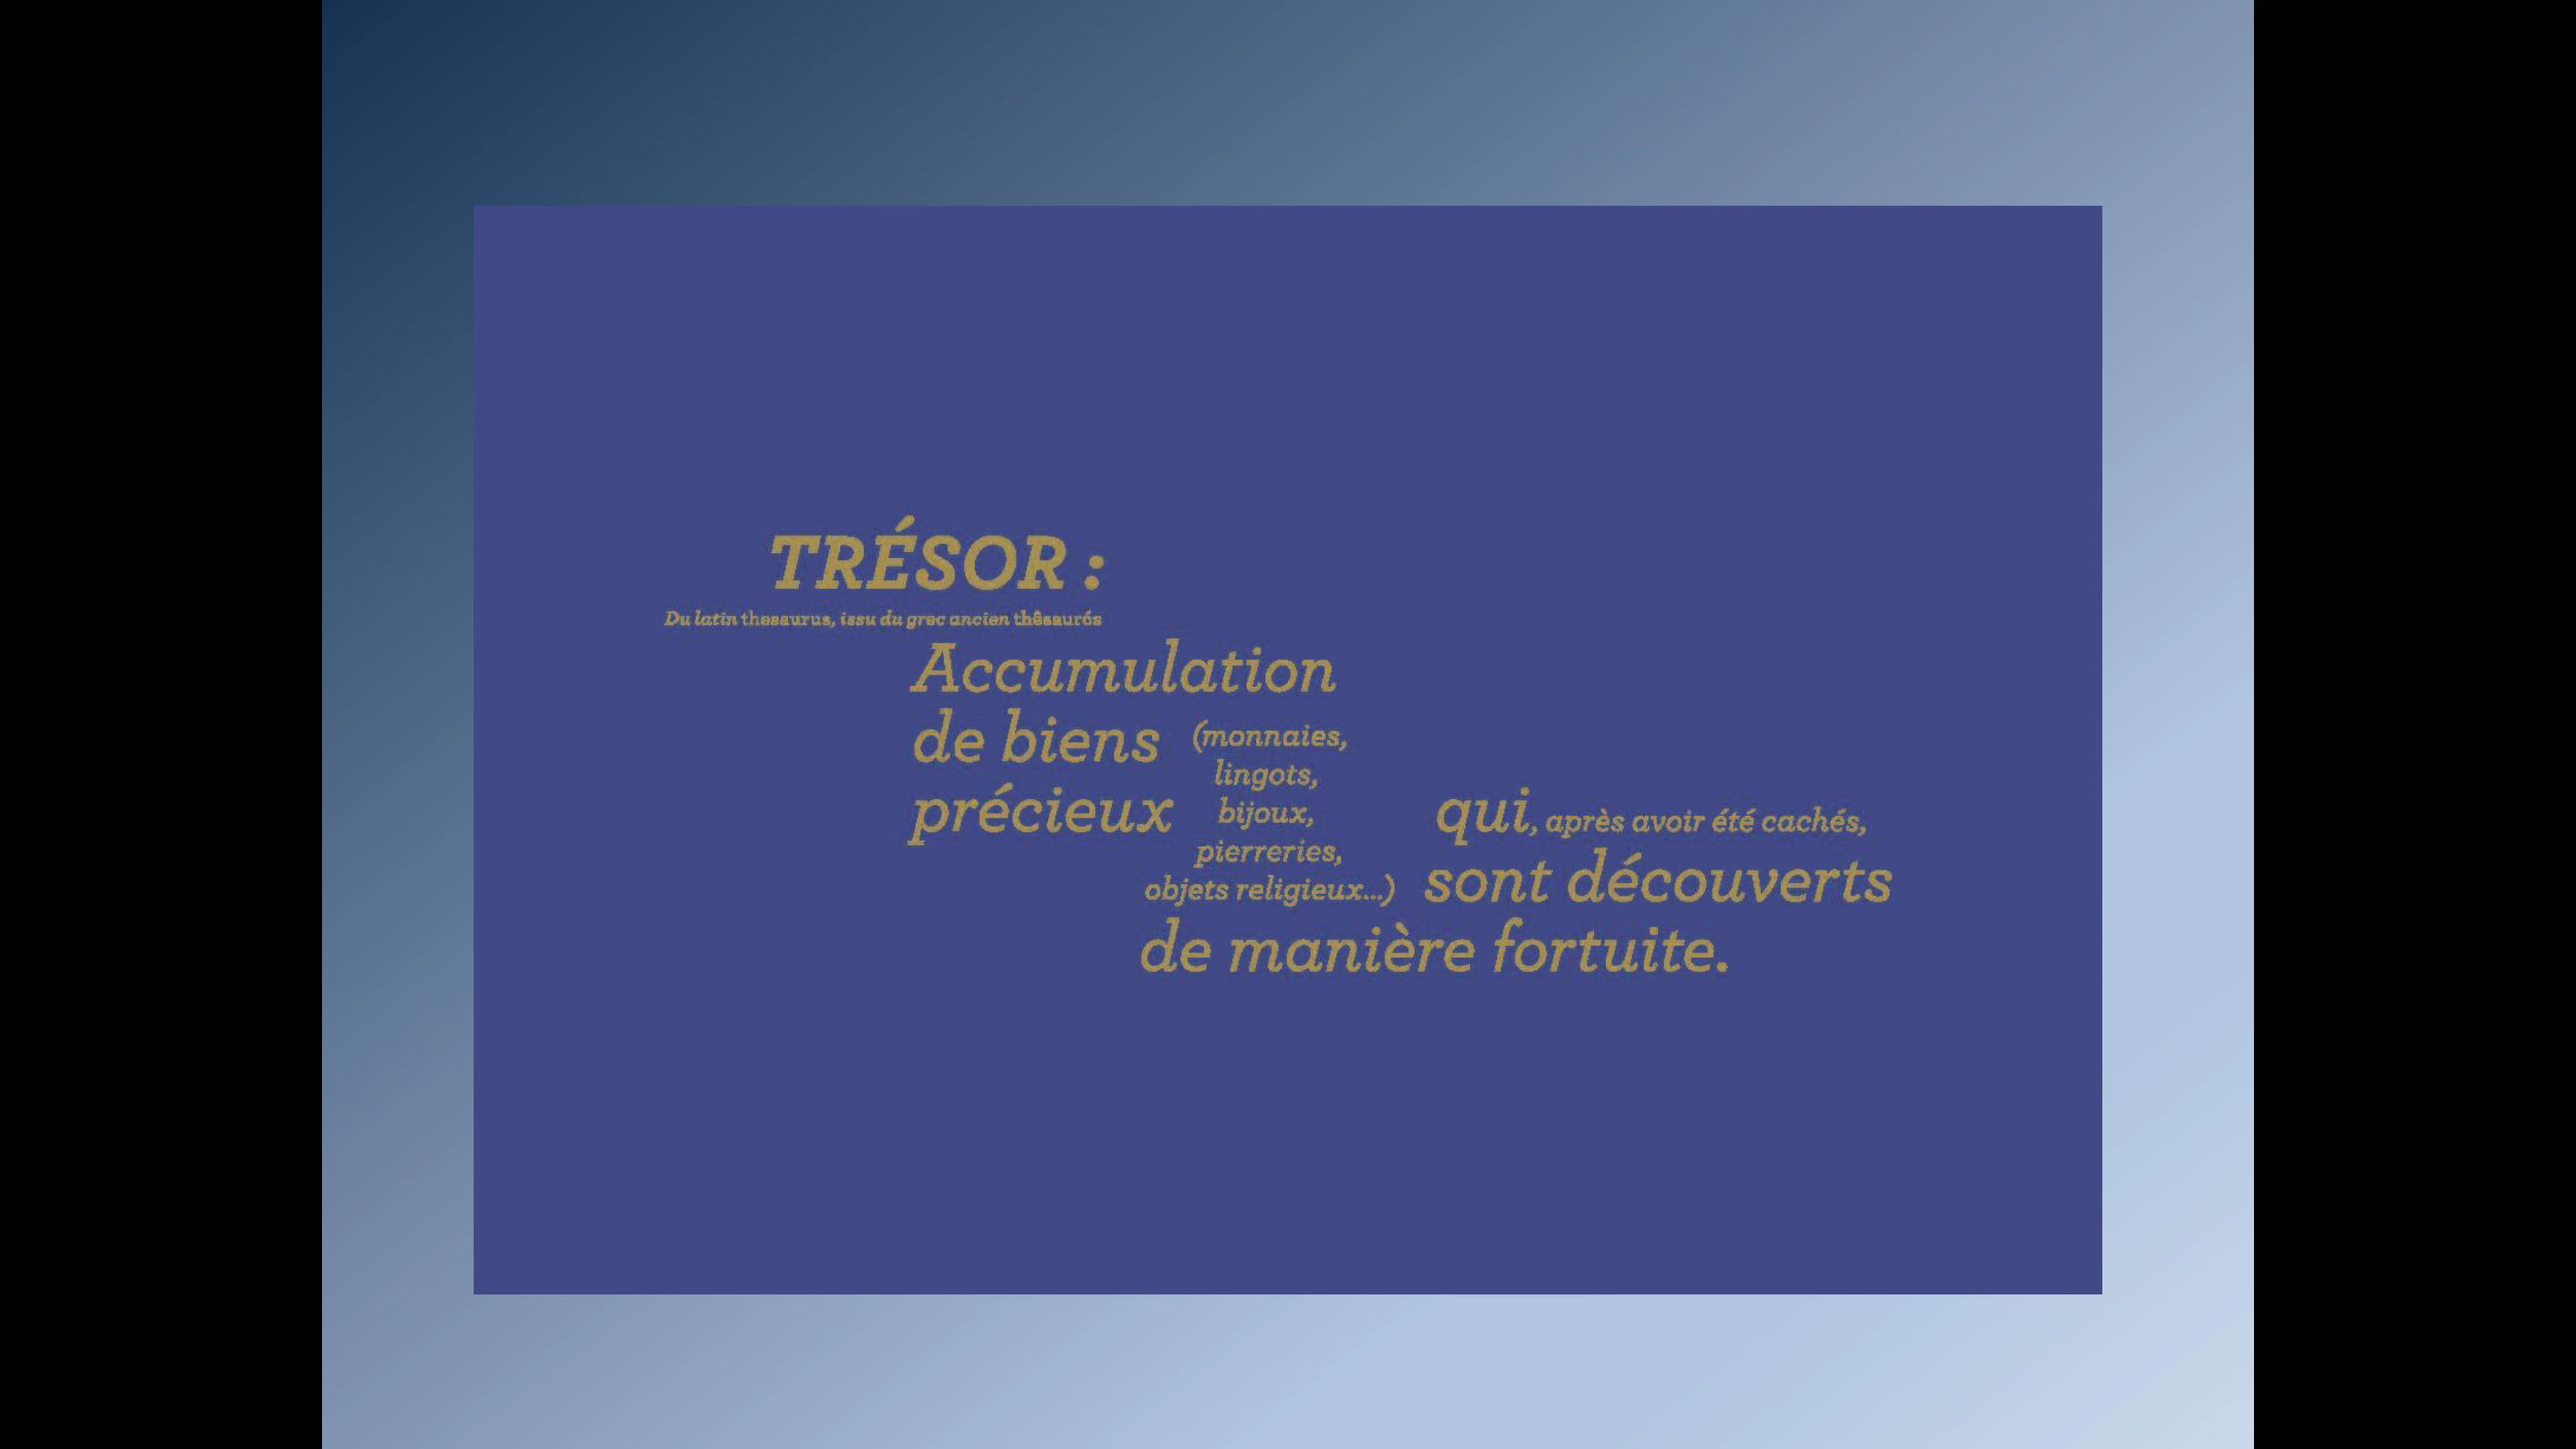 TRÉSOR :
Du latin thesaurus, issu du grec ancien thêsaurós
Accumulation
de biens
précieux
(monnaies,
lingots,
bijoux,
pierreries,
objets religieux...)
qui, après avoir été cachés,
sont découverts
de manière fortuite.